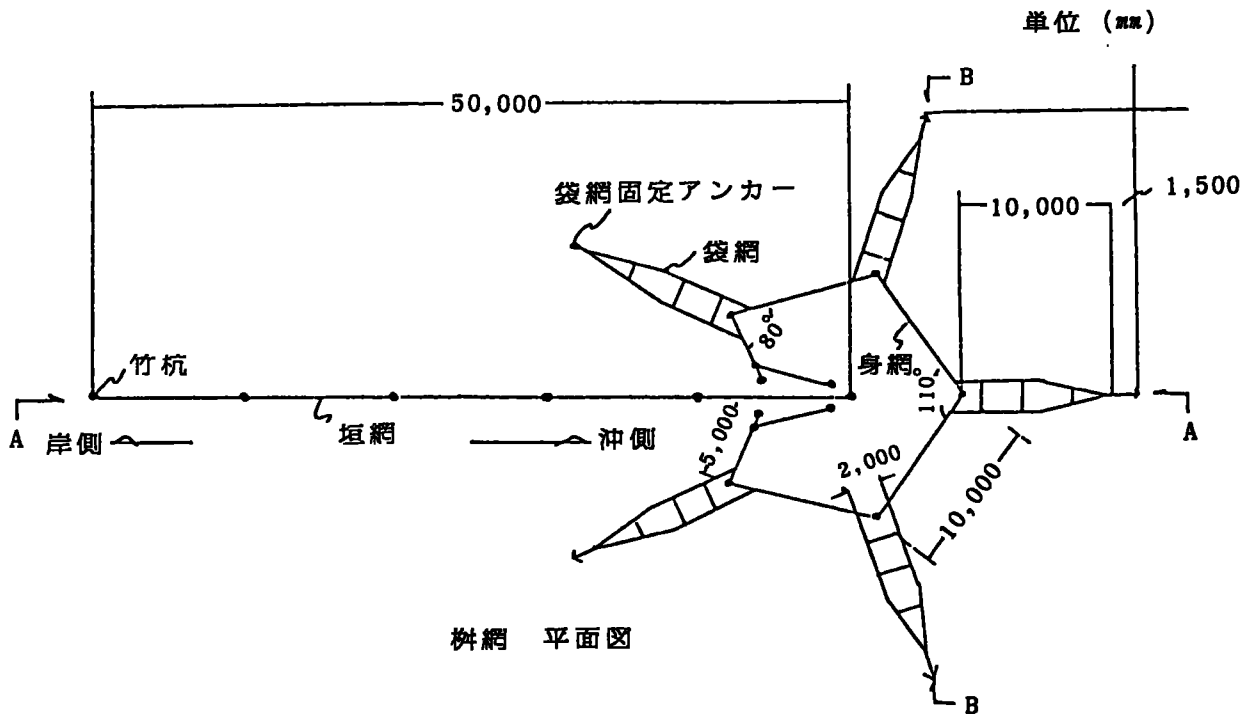 単位 (mm)
B
50,000
袋網固定アンカー
1,500
10,000
袋網
80°
竹杭
身網
110°
A
垣網
A
岸側
沖側
5,000
2,000
10,000
桝網 平面図
B